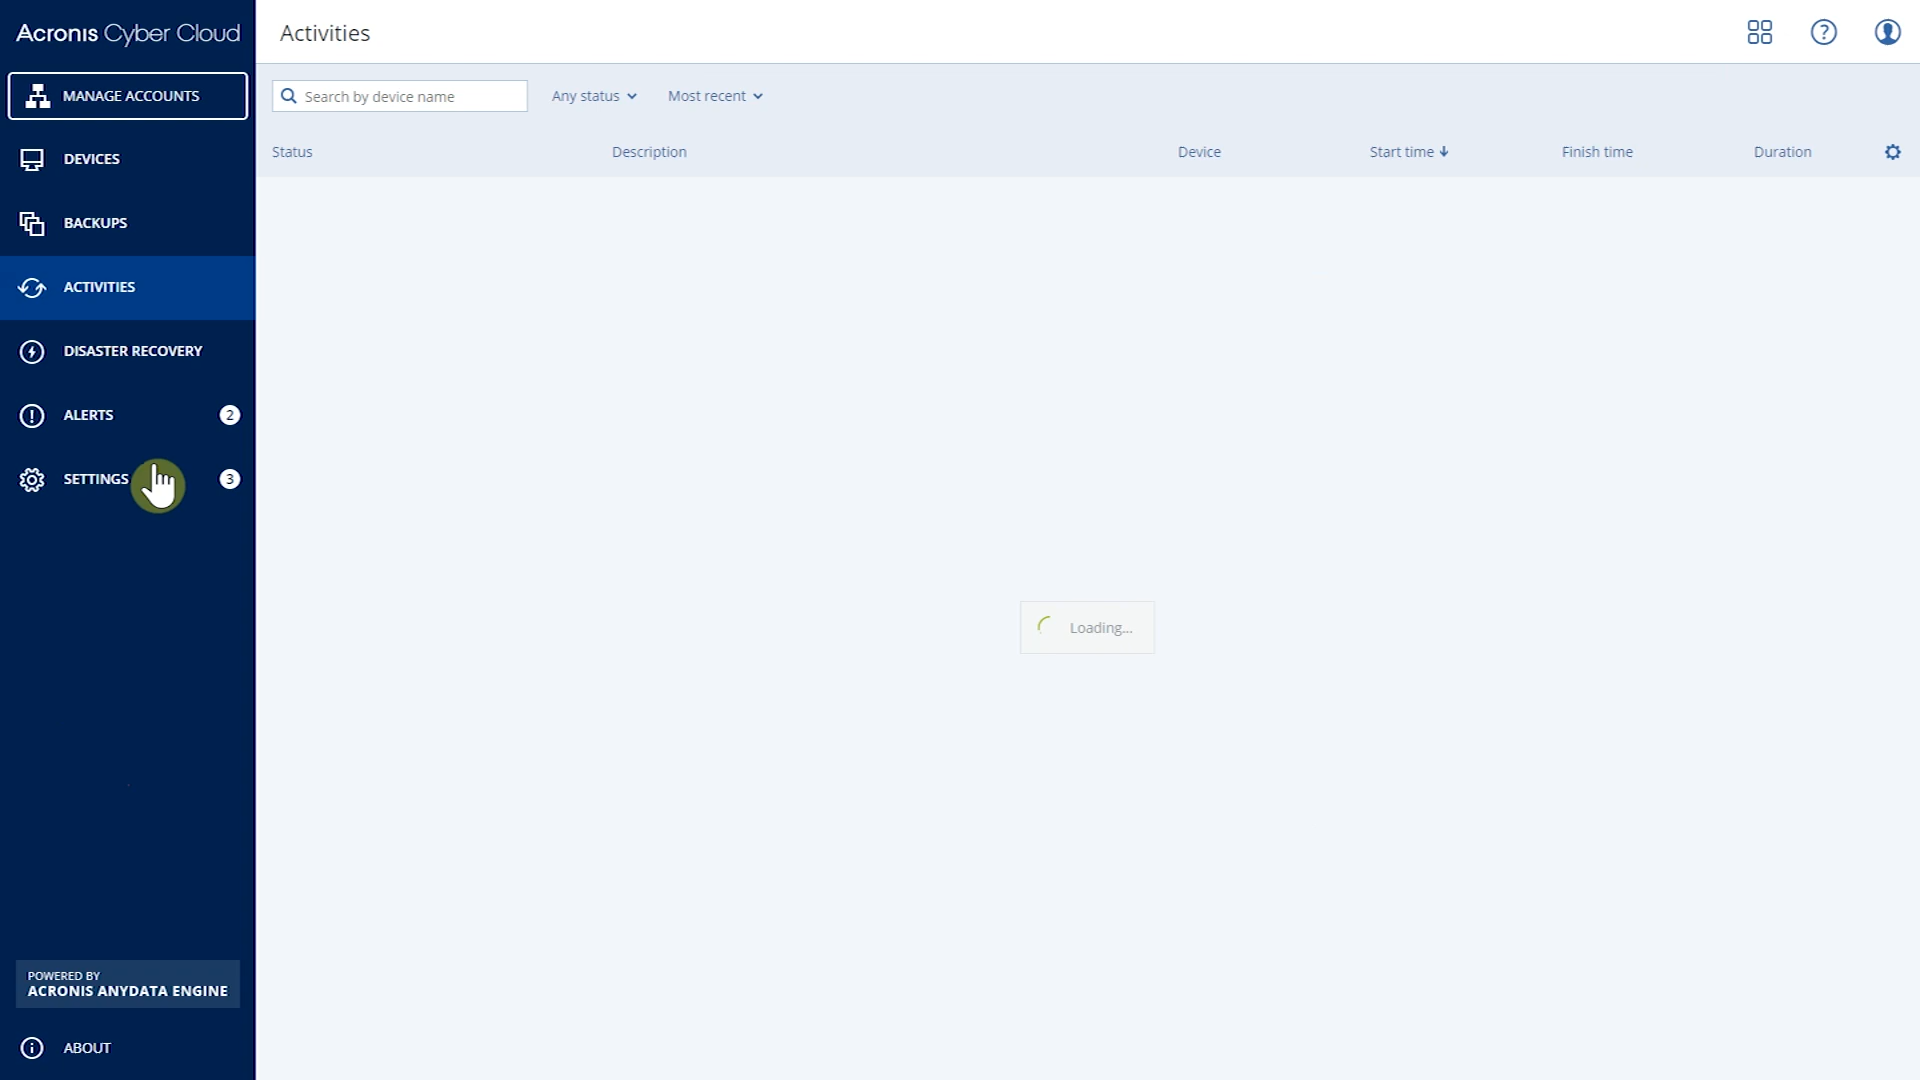 Acronis Cyber Cloud
Activities
MANAGE ACCOUNTS
Search by device name
Any status
Most recent
DEVICES
Status
Description
Device
Start time
Finish time
Duration
BACKUPS
ACTIVITIES
DISASTER RECOVERY
ALERTS
2
SETTINGS
3
Loading...
POWERED BY
ACRONIS ANYDATA ENGINE
ABOUT